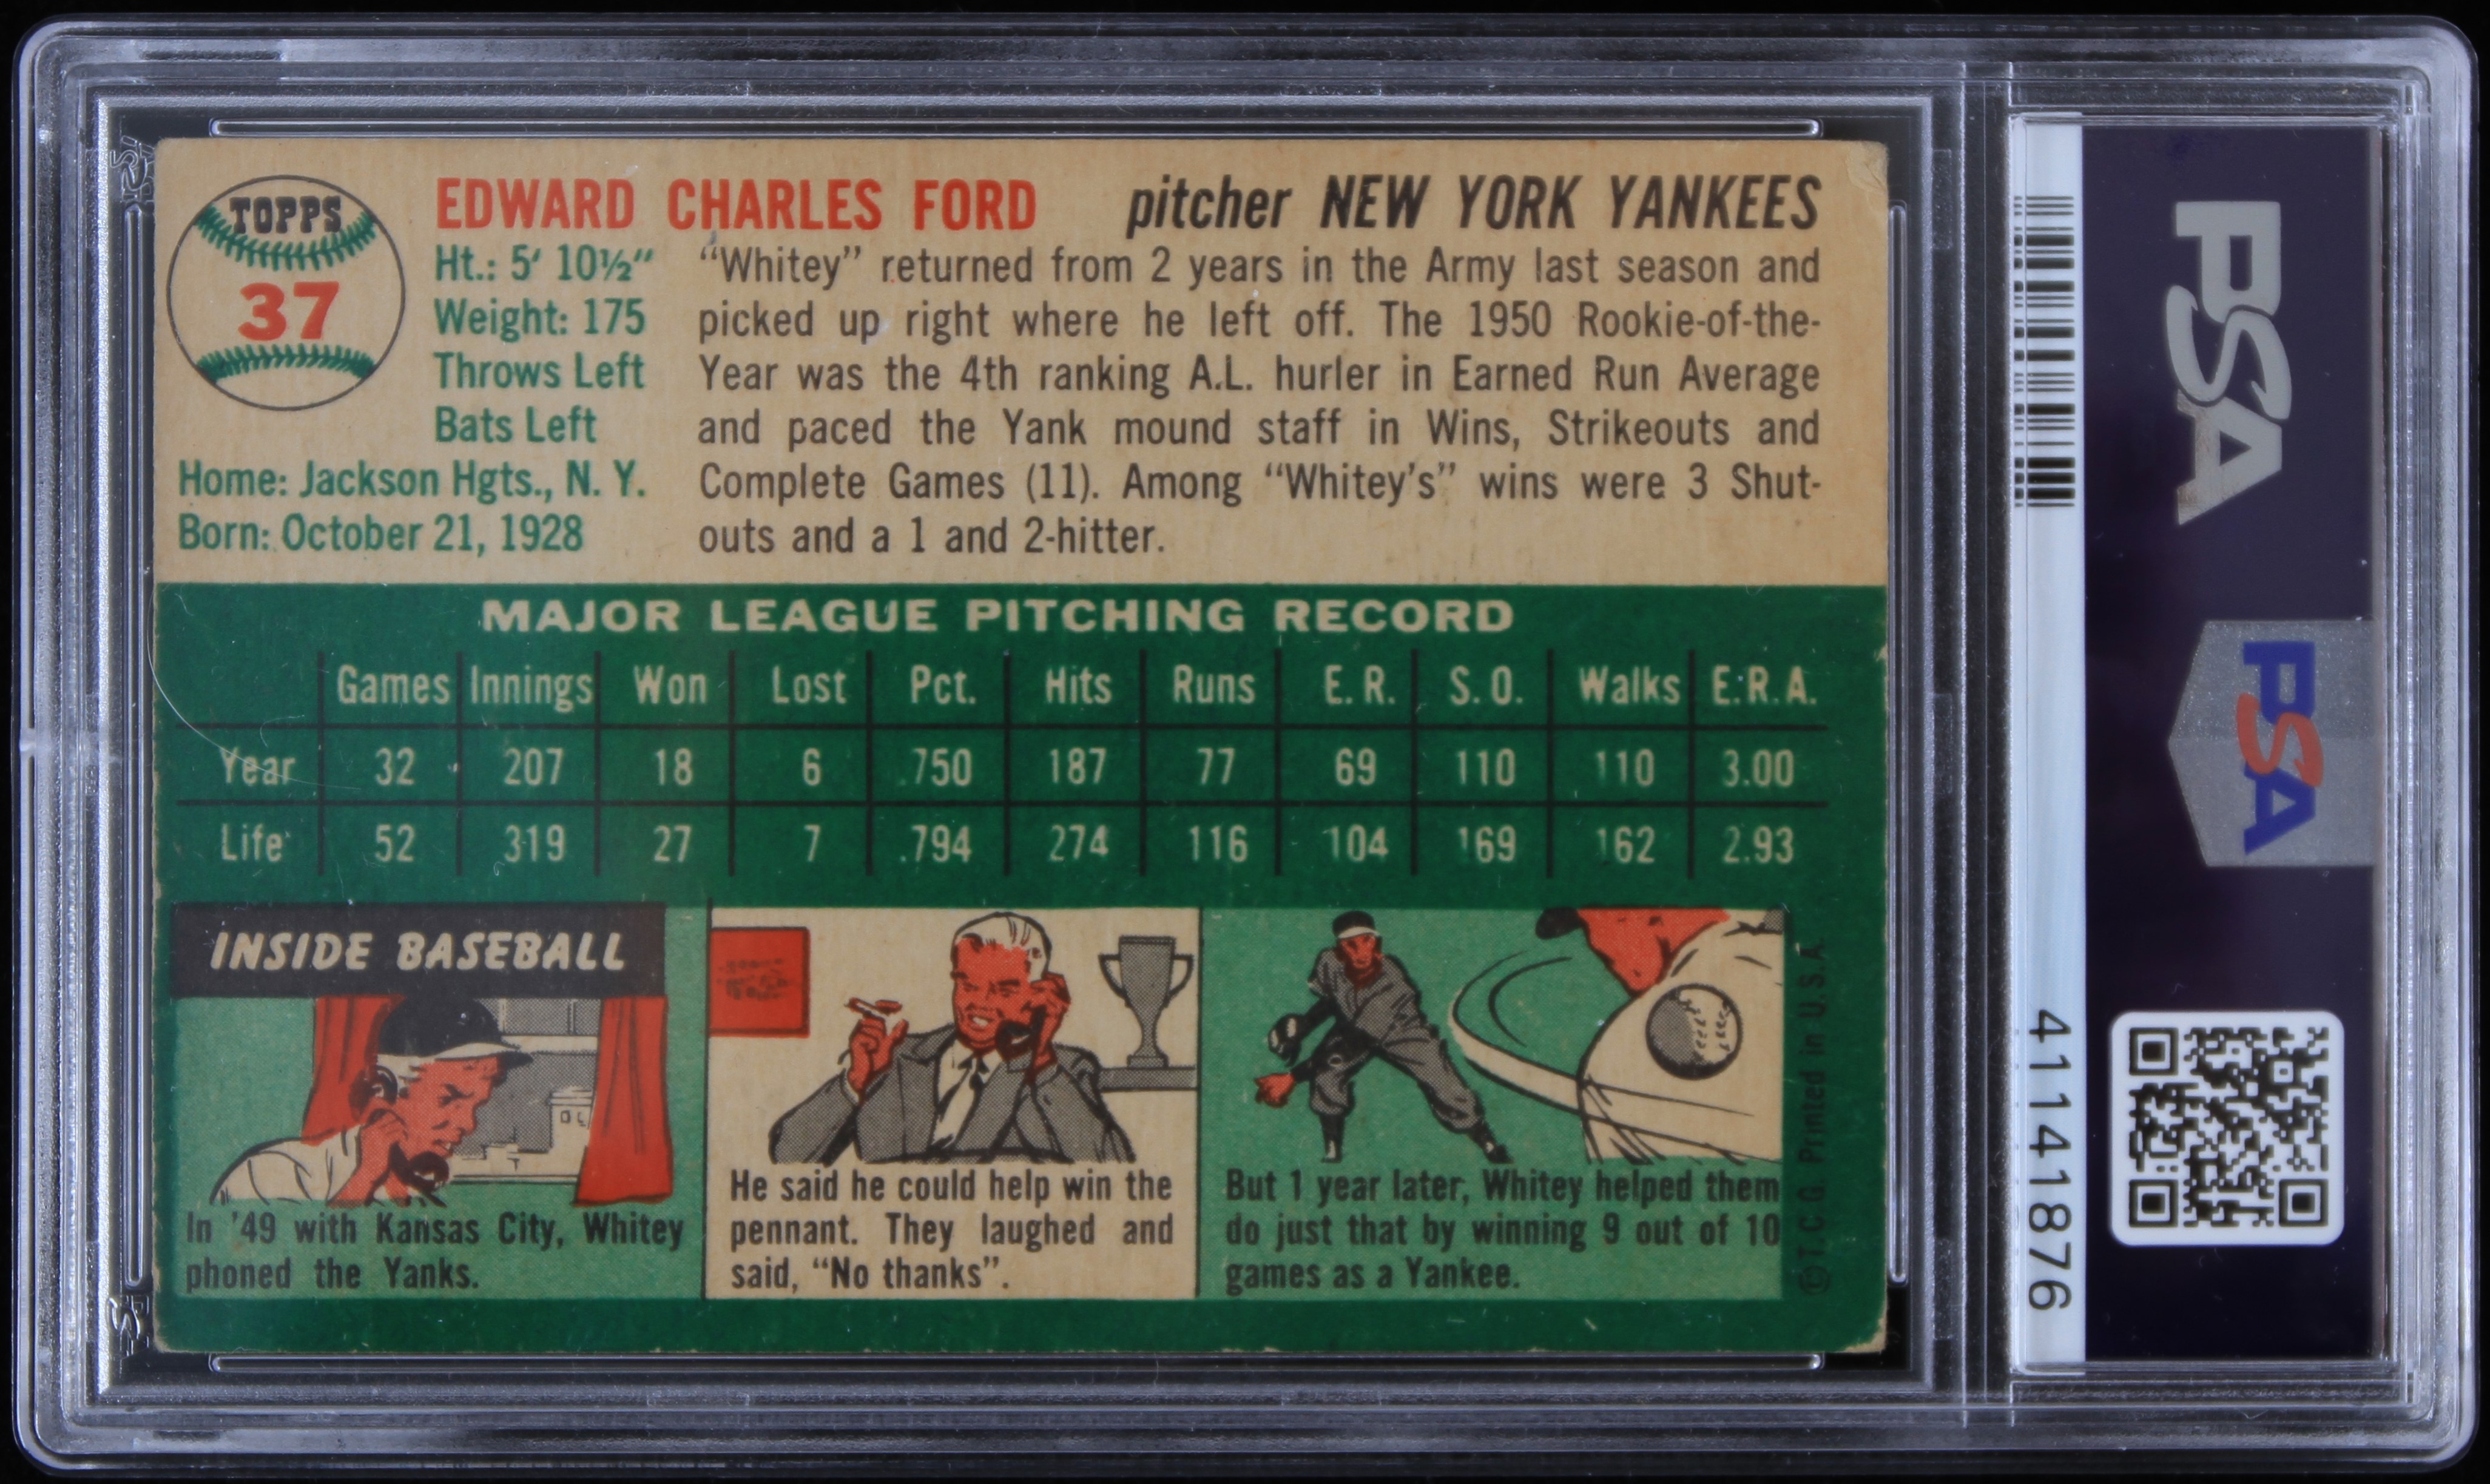 TOPPS
37
EDWARD CHARLES FORD pitcher NEW YORK YANKEES
Ht.: 5' 10½"
Weight: 175
Throws Left
Bats Left
Home: Jackson Hgts., N. Y.
Born: October 21, 1928
"Whitey" returned from 2 years in the Army last season and
picked up right where he left off. The 1950 Rookie-of-the-
Year was the 4th ranking A.L. hurler in Earned Run Average
and paced the Yank mound staff in Wins, Strikeouts and
Complete Games (11). Among "Whitey's" wins were 3 Shut-
outs and a 1 and 2-hitter.
MAJOR LEAGUE PITCHING RECORD
Games Innings Won Lost Pct. Hits Runs E. R. S. O. Walks E.R.A.
Year 32 207 18 6 .750 187 77 69 110 110 3.00
Life 52 319 27 7 .794 274 116 104 169 162 2.93
INSIDE BASEBALL
In '49 with Kansas City, Whitey
phoned the Yanks.
He said he could help win the
pennant. They laughed and
said, "No thanks".
But 1 year later, Whitey helped them
do just that by winning 9 out of 10
games as a Yankee.
© T. C. G. Printed in U. S. A.
41141876
PSA
PSA